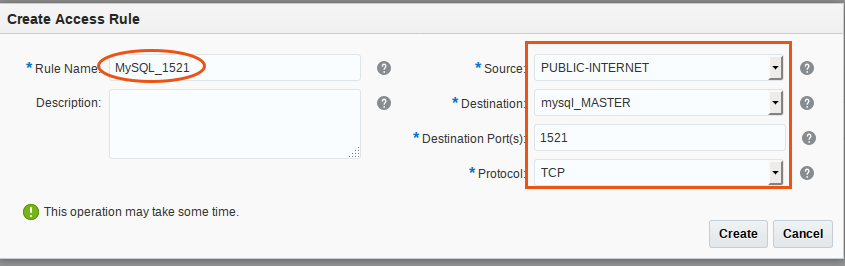 Create Access Rule
* Rule Name: MySQL_1521 ?
Description: ?
* Source: PUBLIC-INTERNET ?
* Destination: mysql_MASTER ?
* Destination Port(s): 1521 ?
* Protocol: TCP ?
! This operation may take some time.
Create Cancel